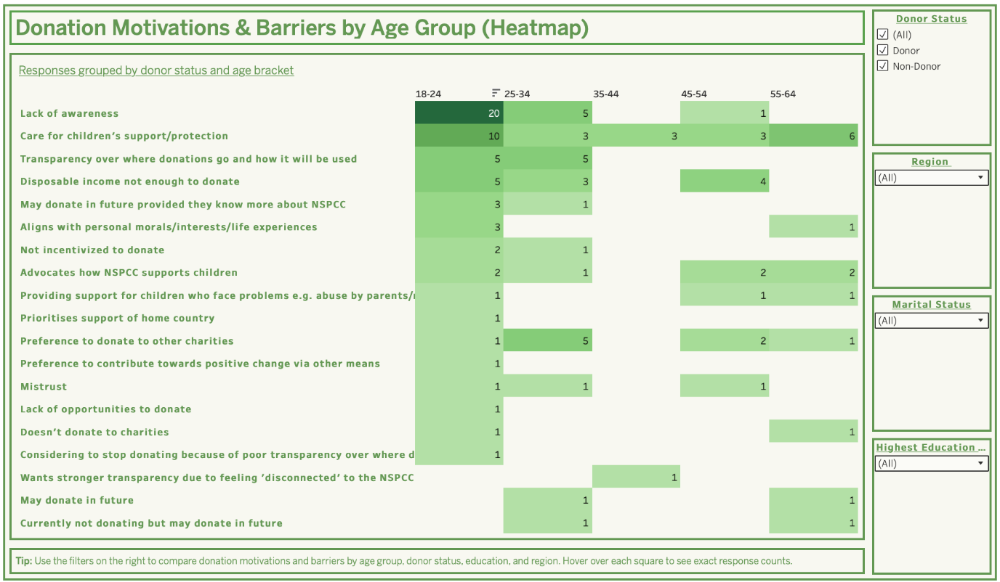 Donation Motivations & Barriers by Age Group (Heatmap)
Responses grouped by donor status and age bracket
18-24 25-34 35-44 45-54 55-64
Lack of awareness 20 5 1
Care for children's support/protection 10 3 3 3 6
Transparency over where donations go and how it will be used 5 5
Disposable income not enough to donate 5 3 4
May donate in future provided they know more about NSPCC 3 1
Aligns with personal morals/interests/life experiences 3 1
Not incentivized to donate 2 1
Advocates how NSPCC supports children 2 1 2 2
Providing support for children who face problems e.g. abuse by parents/ 1 1 1
Prioritises support of home country 1
Preference to donate to other charities 1 5 2 1
Preference to contribute towards positive change via other means 1
Mistrust 1 1 1
Lack of opportunities to donate 1
Doesn't donate to charities 1 1
Considering to stop donating because of poor transparency over where d 1
Wants stronger transparency due to feeling 'disconnected' to the NSPCC 1
May donate in future 1 1
Currently not donating but may donate in future 1 1
Tip: Use the filters on the right to compare donation motivations and barriers by age group, donor status, education, and region. Hover over each square to see exact response counts.
Donor Status
(All)
Donor
Non-Donor
Region
(All)
Marital Status
(All)
Highest Education ...
(All)